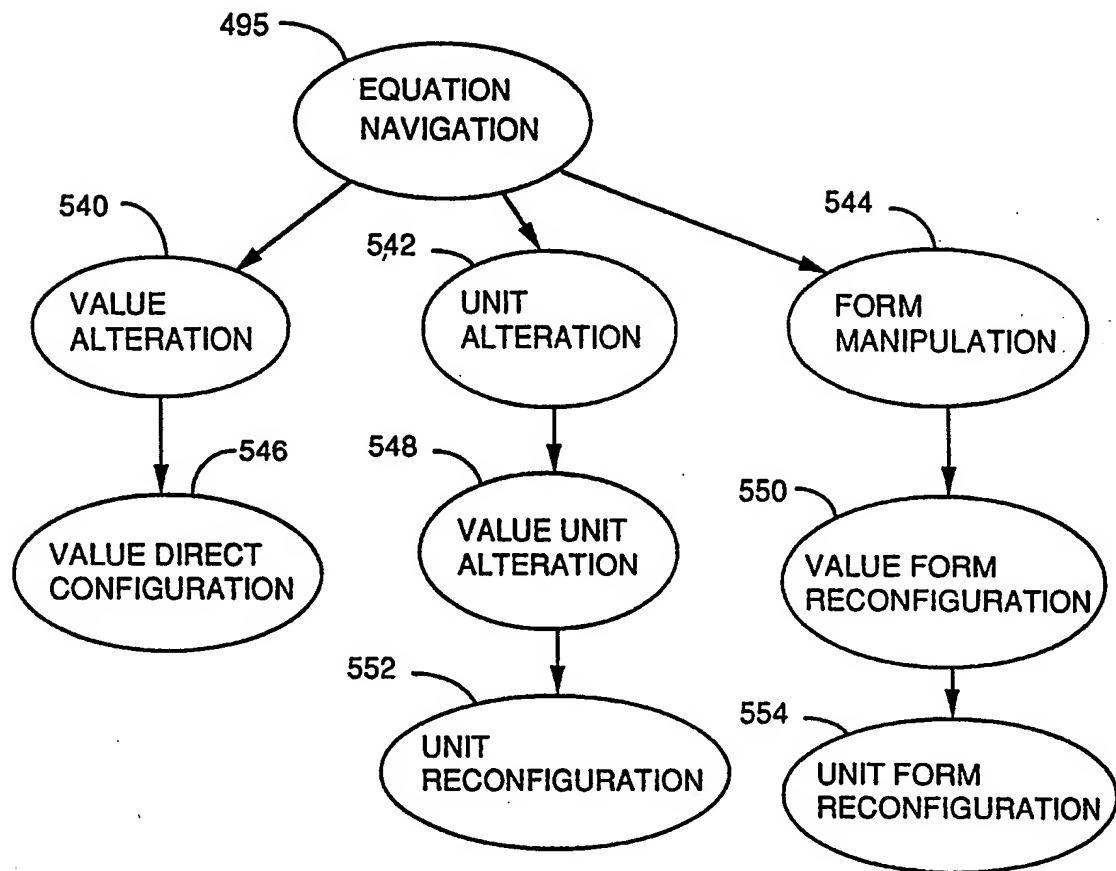 495
EQUATION
NAVIGATION
540
VALUE
ALTERATION
542
UNIT
ALTERATION
544
FORM
MANIPULATION
546
VALUE DIRECT
CONFIGURATION
548
VALUE UNIT
ALTERATION
550
VALUE FORM
RECONFIGURATION
552
UNIT
RECONFIGURATION
554
UNIT FORM
RECONFIGURATION